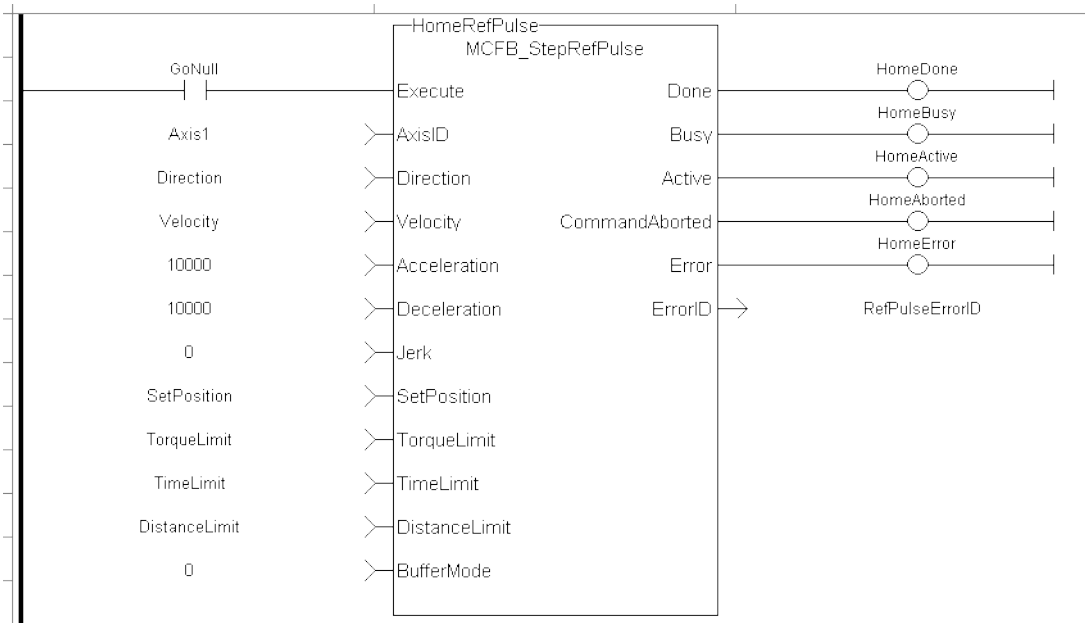 HomeRefPulse
MCFB_StepRefPulse
GoNull
Execute
Done
HomeDone
Axis1
AxisID
Busy
HomeBusy
Direction
Direction
Active
HomeActive
Velocity
Velocity
CommandAborted
HomeAborted
10000
Acceleration
Error
HomeError
10000
Deceleration
ErrorID
RefPulseErrorID
0
Jerk
SetPosition
SetPosition
TorqueLimit
TorqueLimit
TimeLimit
TimeLimit
DistanceLimit
DistanceLimit
0
BufferMode